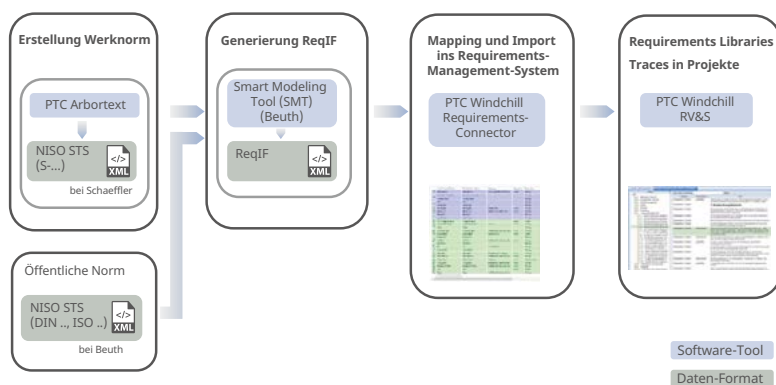 Erstellung Werknorm
PTC Arbortext
NISO STS
(S-...)
</>
XML
bei Schaeffler
Öffentliche Norm
NISO STS
(DIN .., ISO ..)
</>
XML
bei Beuth
Generierung ReqIF
Smart Modeling
Tool (SMT)
(Beuth)
ReqIF
</>
XML
Mapping und Import
ins Requirements-
Management-System
PTC Windchill
Requirements-
Connector
Requirements Libraries
Traces in Projekte
PTC Windchill
RV&S
Software-Tool
Daten-Format